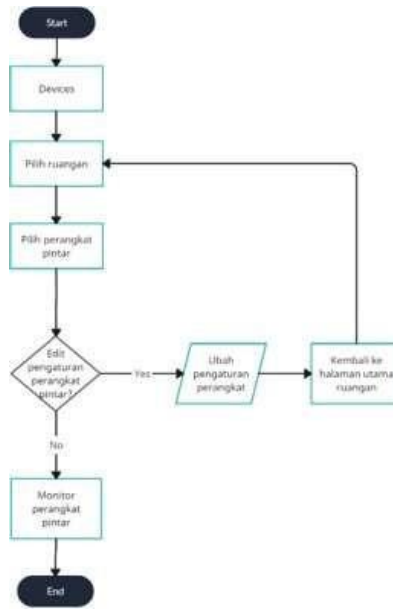 Start
Devices
Pilih ruangan
Pilih perangkat
pintar
Edit
pengaturan
perangkat
pintar?
Yes
Ubah
pengaturan
perangkat
Kembali ke
halaman utama
ruangan
No
Monitor
perangkat
pintar
End